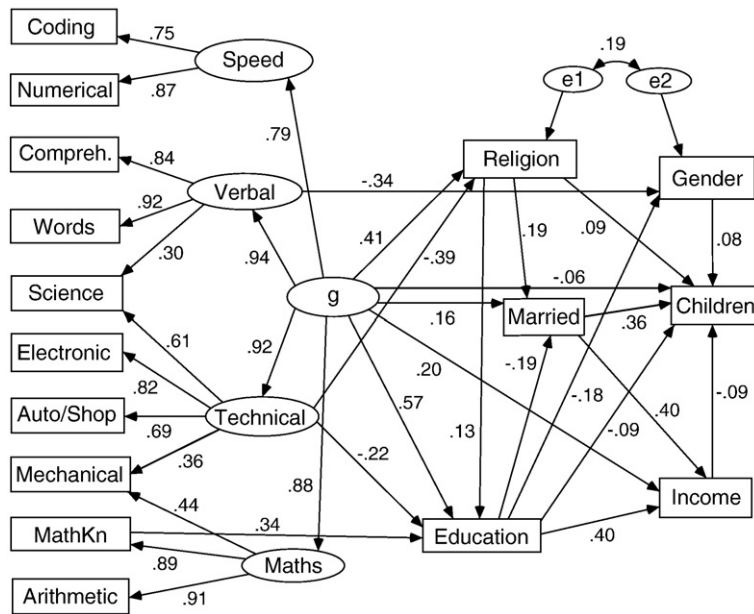 Coding
.75
Speed
.19
e1
e2
Numerical
.87
.79
Compreh.
.84
Religion
Gender
Verbal
-.34
Words
.92
.41
.19
.09
.08
.30
.94
-.39
-.06
Science
g
Children
.16
Married
.36
Electronic
.61
.92
.82
.20
-.19
-.18
.40
-.09
Auto/Shop
Technical
.57
.69
.13
-.09
Mechanical
.36
-.22
.88
Income
.44
MathKn
.34
Education
.40
.89
Maths
Arithmetic
.91